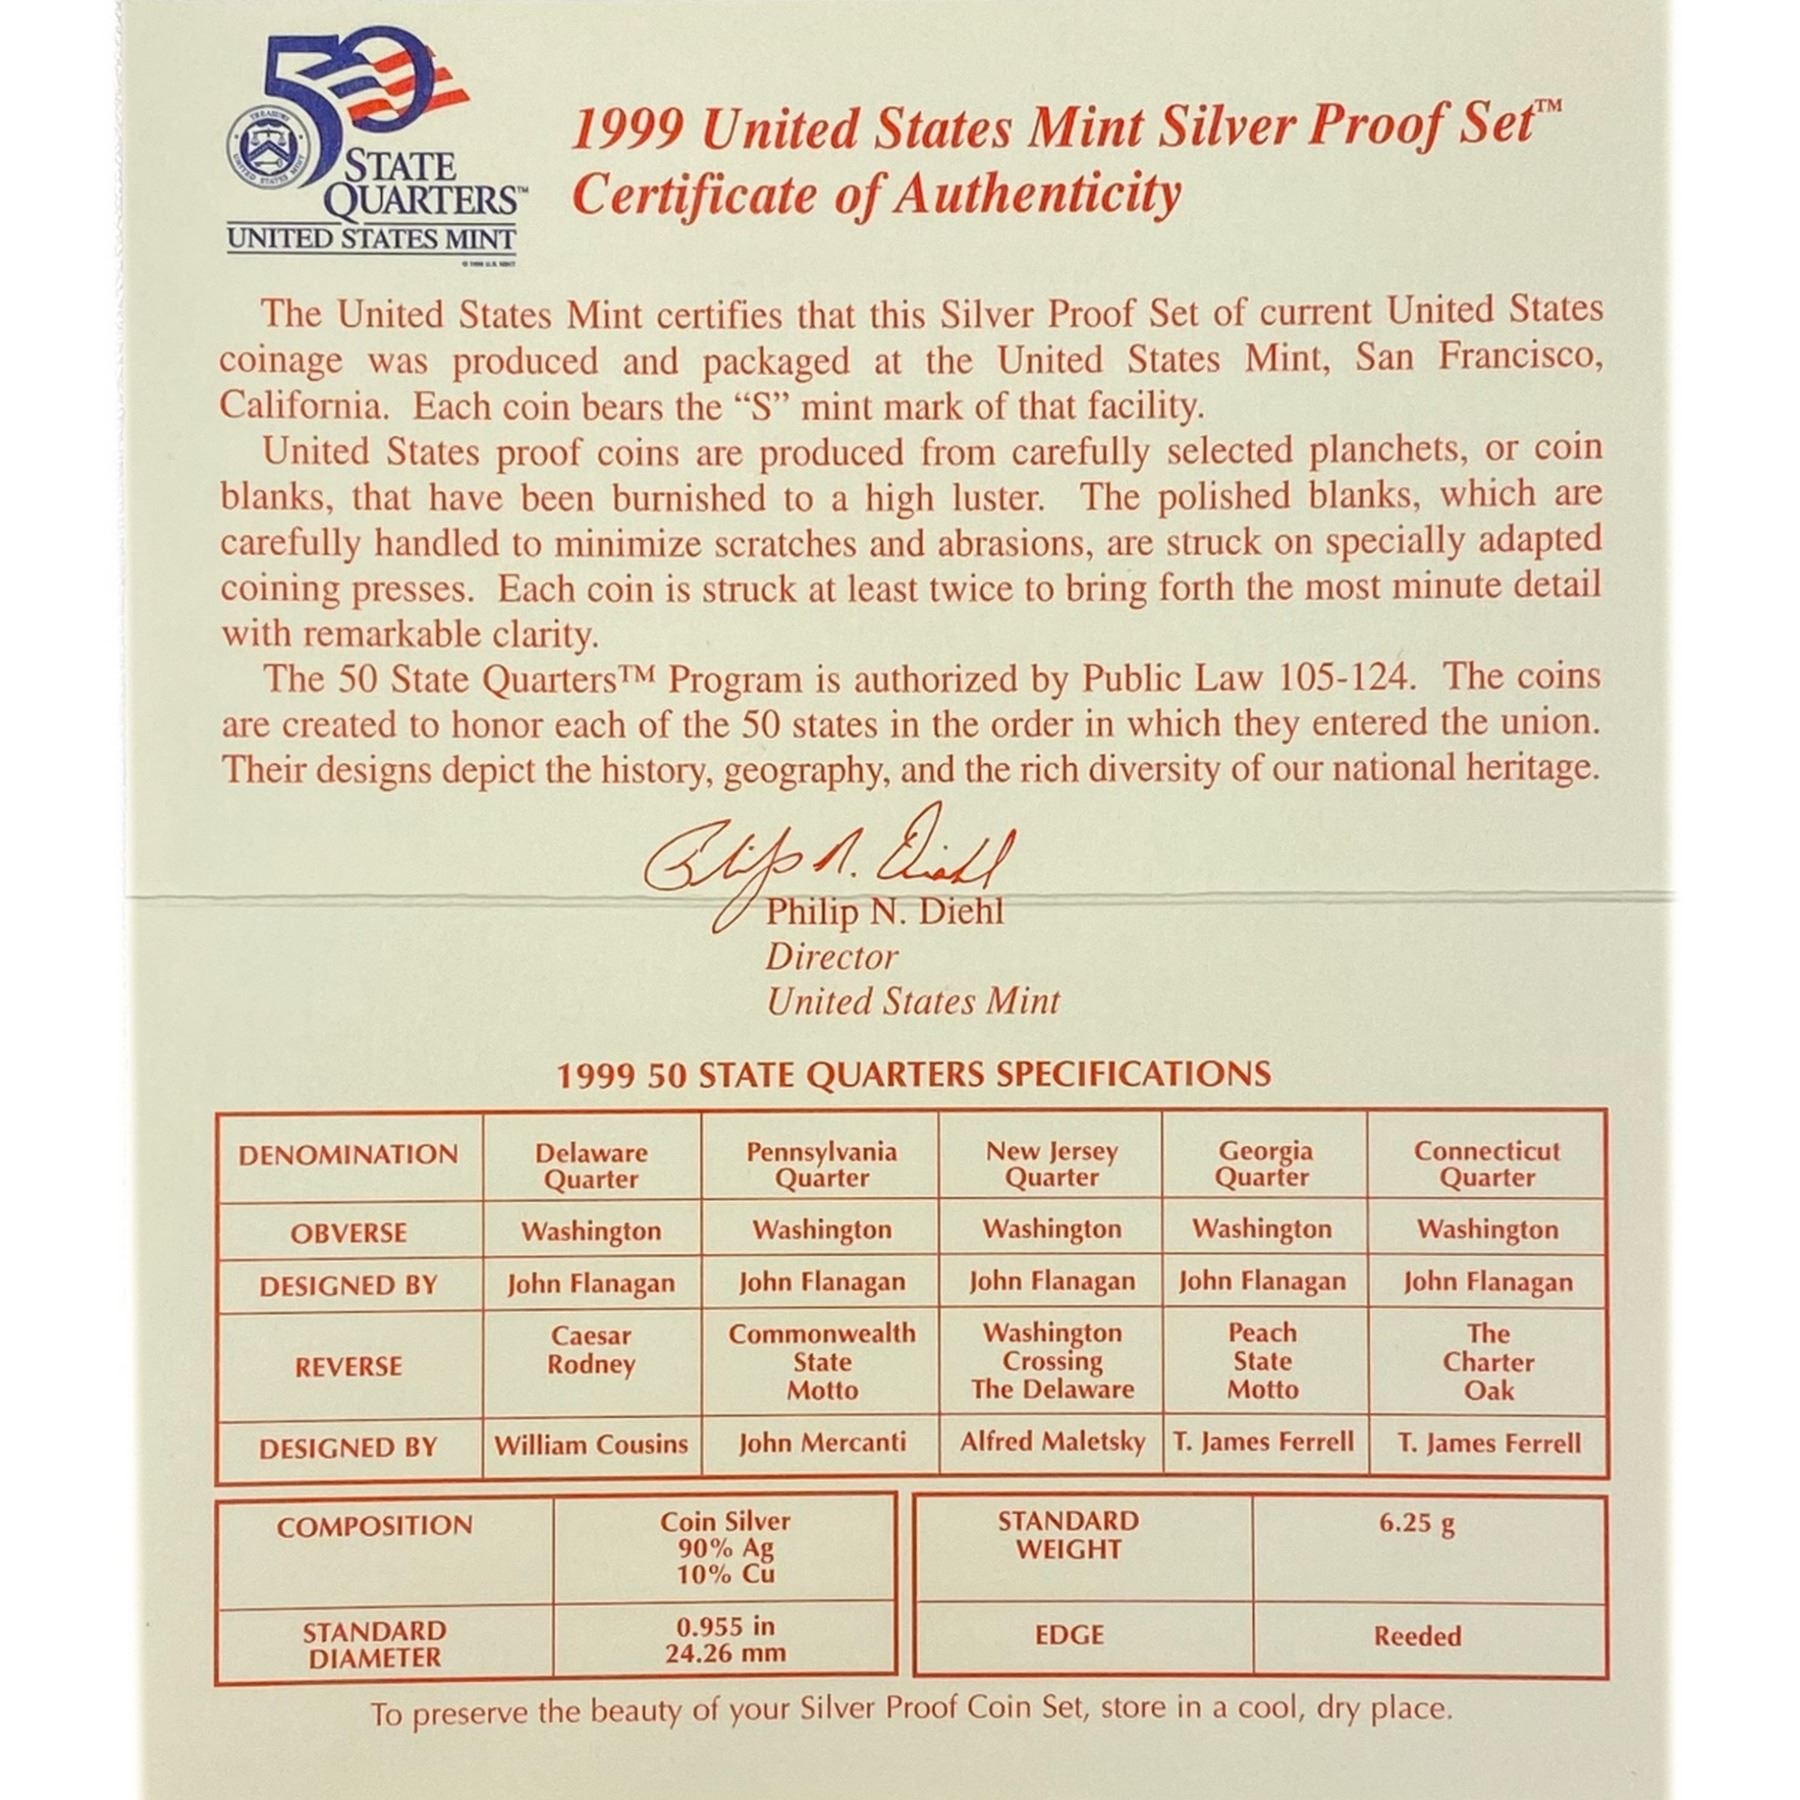 50
STATE
QUARTERS™
UNITED STATES MINT
1999 United States Mint Silver Proof Set™
Certificate of Authenticity
The United States Mint certifies that this Silver Proof Set of current United States
coinage was produced and packaged at the United States Mint, San Francisco,
California. Each coin bears the “S” mint mark of that facility.
United States proof coins are produced from carefully selected planchets, or coin
blanks, that have been burnished to a high luster. The polished blanks, which are
carefully handled to minimize scratches and abrasions, are struck on specially adapted
coining presses. Each coin is struck at least twice to bring forth the most minute detail
with remarkable clarity.
The 50 State Quarters™ Program is authorized by Public Law 105-124. The coins
are created to honor each of the 50 states in the order in which they entered the union.
Their designs depict the history, geography, and the rich diversity of our national heritage.
Philip N. Diehl
Philip N. Diehl
Director
United States Mint
1999 50 STATE QUARTERS SPECIFICATIONS
DENOMINATION Delaware Quarter Pennsylvania Quarter New Jersey Quarter Georgia Quarter Connecticut Quarter
OBVERSE Washington Washington Washington Washington Washington
DESIGNED BY John Flanagan John Flanagan John Flanagan John Flanagan John Flanagan
REVERSE Caesar Rodney Commonwealth State Motto Washington Crossing The Delaware Peach State Motto The Charter Oak
DESIGNED BY William Cousins John Mercanti Alfred Maletsky T. James Ferrell T. James Ferrell
COMPOSITION Coin Silver
90% Ag
10% Cu
STANDARD DIAMETER 0.955 in
24.26 mm
STANDARD WEIGHT 6.25 g
EDGE Reeded
To preserve the beauty of your Silver Proof Coin Set, store in a cool, dry place.